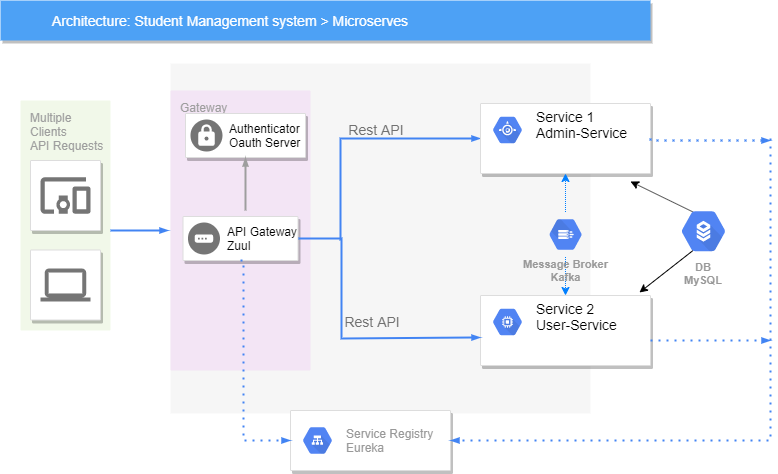 Architecture: Student Management system > Microserves
Multiple
Clients
API Requests
Gateway
Authenticator
Oauth Server
API Gateway
Zuul
Rest API
Rest API
Service 1
Admin-Service
Message Broker
Kafka
DB
MySQL
Service 2
User-Service
Service Registry
Eureka